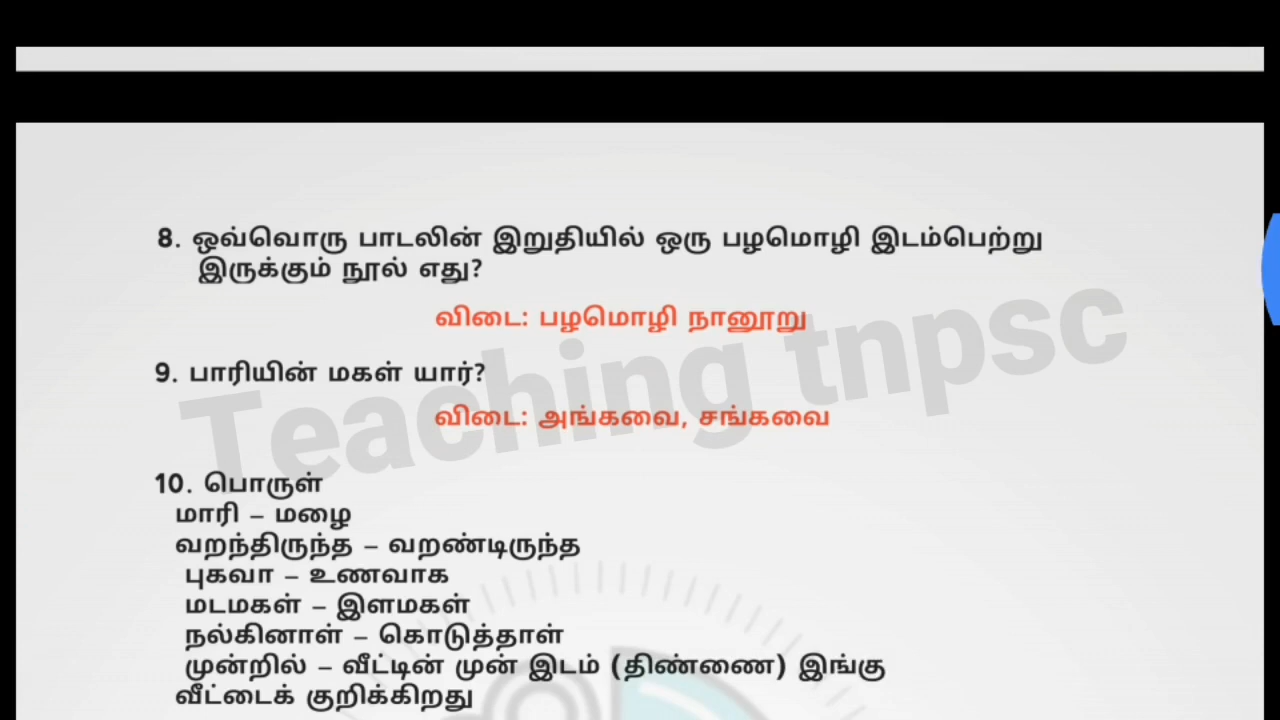 8. ஒவ்வொரு பாடலின் இறுதியில் ஒரு பழமொழி இடம்பெற்று
இருக்கும் நூல் எது?
விடை: பழமொழி நானூறு
9. பாரியின் மகள் யார்?
விடை: அங்கவை, சங்கவை
Teaching tnpsc
10. பொருள்
மாரி – மழை
வறந்திருந்த – வறண்டிருந்த
புகவா – உணவாக
மடமகள் – இளமகள்
நல்கினாள் – கொடுத்தாள்
முன்றில் – வீட்டின் முன் இடம் (திண்ணை) இங்கு
வீட்டைக் குறிக்கிறது